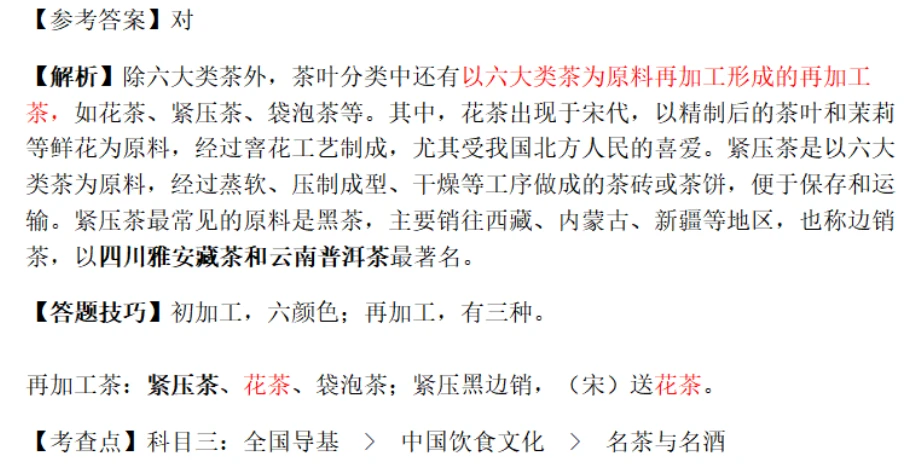 【参考答案】对
【解析】除六大类茶外，茶叶分类中还有以六大类茶为原料再加工形成的再加工
茶，如花茶、紧压茶、袋泡茶等。其中，花茶出现于宋代，以精制后的茶叶和茉莉
等鲜花为原料，经过窨花工艺制成，尤其受我国北方人民的喜爱。紧压茶是以六大
类茶为原料，经过蒸软、压制成型、干燥等工序做成的茶砖或茶饼，便于保存和运
输。紧压茶最常见的原料是黑茶，主要销往西藏、内蒙古、新疆等地区，也称边销
茶，以四川雅安藏茶和云南普洱茶最著名。
【答题技巧】初加工，六颜色；再加工，有三种。
再加工茶：紧压茶、花茶、袋泡茶；紧压黑边销，（宋）送花茶。
【考查点】科目三：全国导基 > 中国饮食文化 > 名茶与名酒